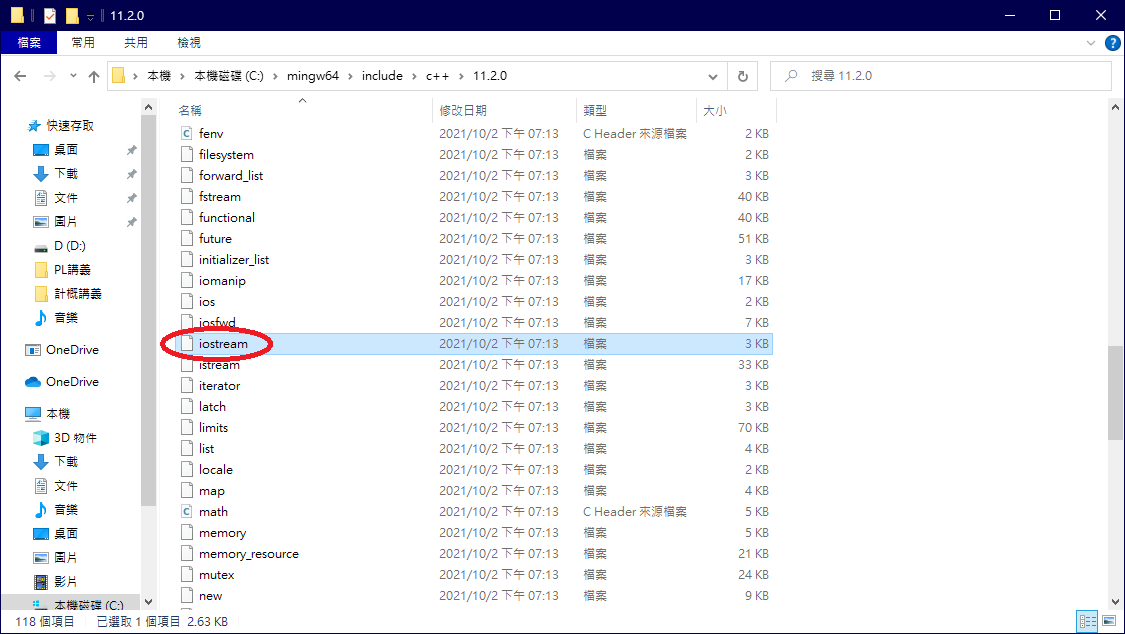 11.2.0
檔案 常用 共用 檢視
本機 本機磁碟 (C:) mingw64 include c++ 11.2.0 搜尋 11.2.0
名稱 修改日期 類型 大小
快速存取
桌面
下載
文件
圖片
D (D:)
PL講義
計概講義
音樂
OneDrive
OneDrive
本機
3D 物件
下載
文件
音樂
桌面
圖片
影片
本機磁碟 (C:)
fenv 2021/10/2 下午 07:13 C Header 來源檔案 2 KB
filesystem 2021/10/2 下午 07:13 檔案 2 KB
forward_list 2021/10/2 下午 07:13 檔案 3 KB
fstream 2021/10/2 下午 07:13 檔案 40 KB
functional 2021/10/2 下午 07:13 檔案 40 KB
future 2021/10/2 下午 07:13 檔案 51 KB
initializer_list 2021/10/2 下午 07:13 檔案 3 KB
iomanip 2021/10/2 下午 07:13 檔案 17 KB
ios 2021/10/2 下午 07:13 檔案 2 KB
iosfwd 2021/10/2 下午 07:13 檔案 7 KB
iostream 2021/10/2 下午 07:13 檔案 3 KB
istream 2021/10/2 下午 07:13 檔案 33 KB
iterator 2021/10/2 下午 07:13 檔案 3 KB
latch 2021/10/2 下午 07:13 檔案 3 KB
limits 2021/10/2 下午 07:13 檔案 70 KB
list 2021/10/2 下午 07:13 檔案 4 KB
locale 2021/10/2 下午 07:13 檔案 2 KB
map 2021/10/2 下午 07:13 檔案 4 KB
math 2021/10/2 下午 07:13 C Header 來源檔案 5 KB
memory 2021/10/2 下午 07:13 檔案 5 KB
memory_resource 2021/10/2 下午 07:13 檔案 21 KB
mutex 2021/10/2 下午 07:13 檔案 24 KB
new 2021/10/2 下午 07:13 檔案 9 KB
118 個項目 已選取 1 個項目 2.63 KB